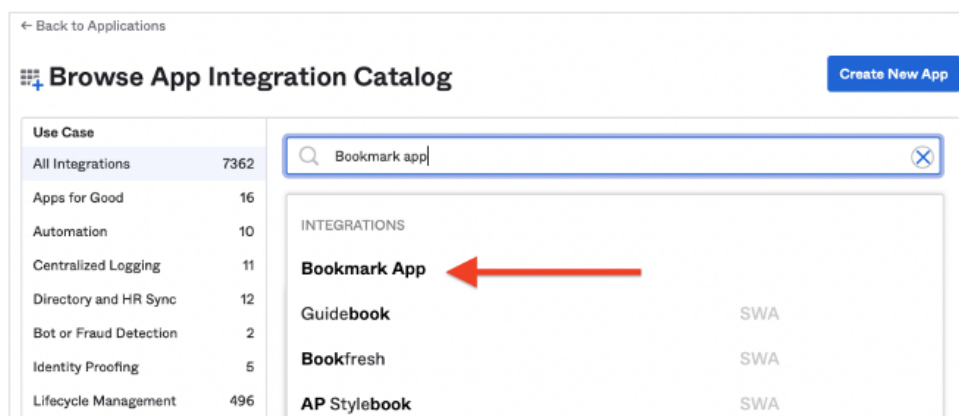 ← Back to Applications
Browse App Integration Catalog
Create New App
Use Case
All Integrations 7362
Apps for Good 16
Automation 10
Centralized Logging 11
Directory and HR Sync 12
Bot or Fraud Detection 2
Identity Proofing 5
Lifecycle Management 496
Bookmark app
INTEGRATIONS
Bookmark App
Guidebook SWA
Bookfresh SWA
AP Stylebook SWA